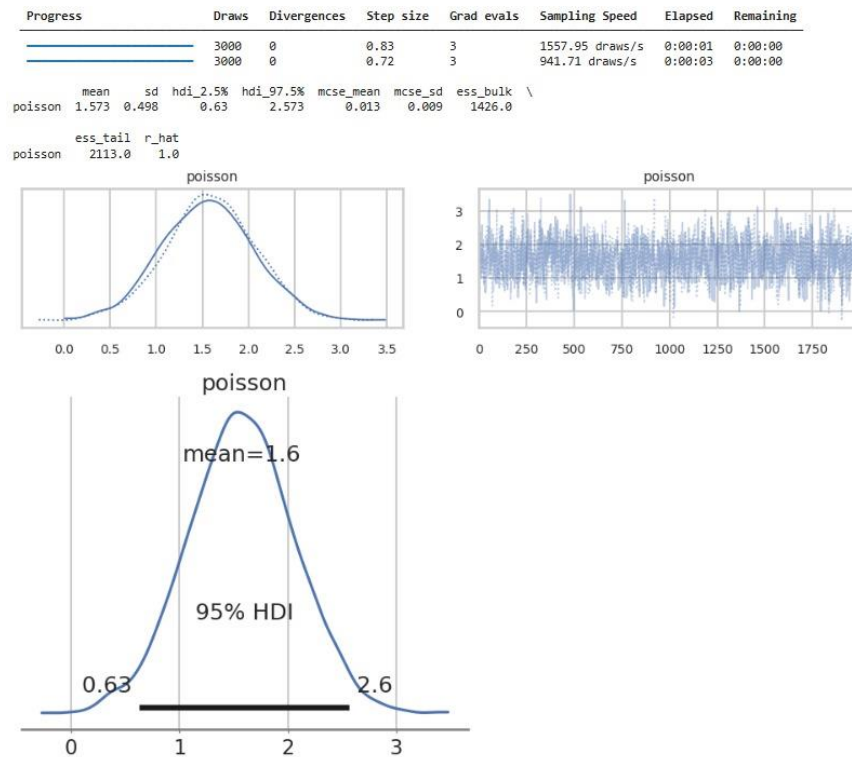 Progress Draws Divergences Step size Grad evals Sampling Speed Elapsed Remaining
3000 0 0.83 3 1557.95 draws/s 0:00:01 0:00:00
3000 0 0.72 3 941.71 draws/s 0:00:03 0:00:00
mean sd hdi_2.5% hdi_97.5% mcse_mean mcse_sd ess_bulk \
poisson 1.573 0.498 0.63 2.573 0.013 0.009 1426.0
ess_tail r_hat
poisson 2113.0 1.0
poisson
0.0 0.5 1.0 1.5 2.0 2.5 3.0 3.5
poisson
3
2
1
0
0 250 500 750 1000 1250 1500 1750
poisson
mean=1.6
95% HDI
0.63 2.6
0 1 2 3